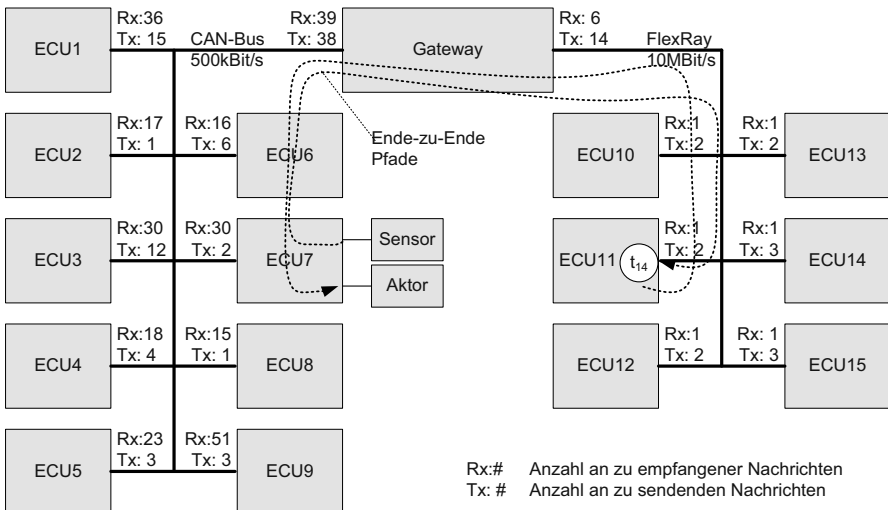 Rx:36
Tx: 15
ECU1
CAN-Bus
500kBit/s
Rx:39
Tx: 38
Gateway
Rx: 6
Tx: 14
FlexRay
10MBit/s
Rx:17
Tx: 1
ECU2
Rx:16
Tx: 6
ECU6
Ende-zu-Ende
Pfade
ECU10
Rx:1
Tx: 2
Rx:1
Tx: 2
ECU13
Rx:30
Tx: 12
ECU3
Rx:30
Tx: 2
ECU7
Sensor
Aktor
ECU11
t14
Rx:1
Tx: 2
Rx:1
Tx: 3
ECU14
Rx:18
Tx: 4
ECU4
Rx:15
Tx: 1
ECU8
ECU12
Rx:1
Tx: 2
Rx: 1
Tx: 3
ECU15
Rx:23
Tx: 3
ECU5
Rx:51
Tx: 3
ECU9
Rx:# Anzahl an zu empfangener Nachrichten
Tx: # Anzahl an zu sendenden Nachrichten